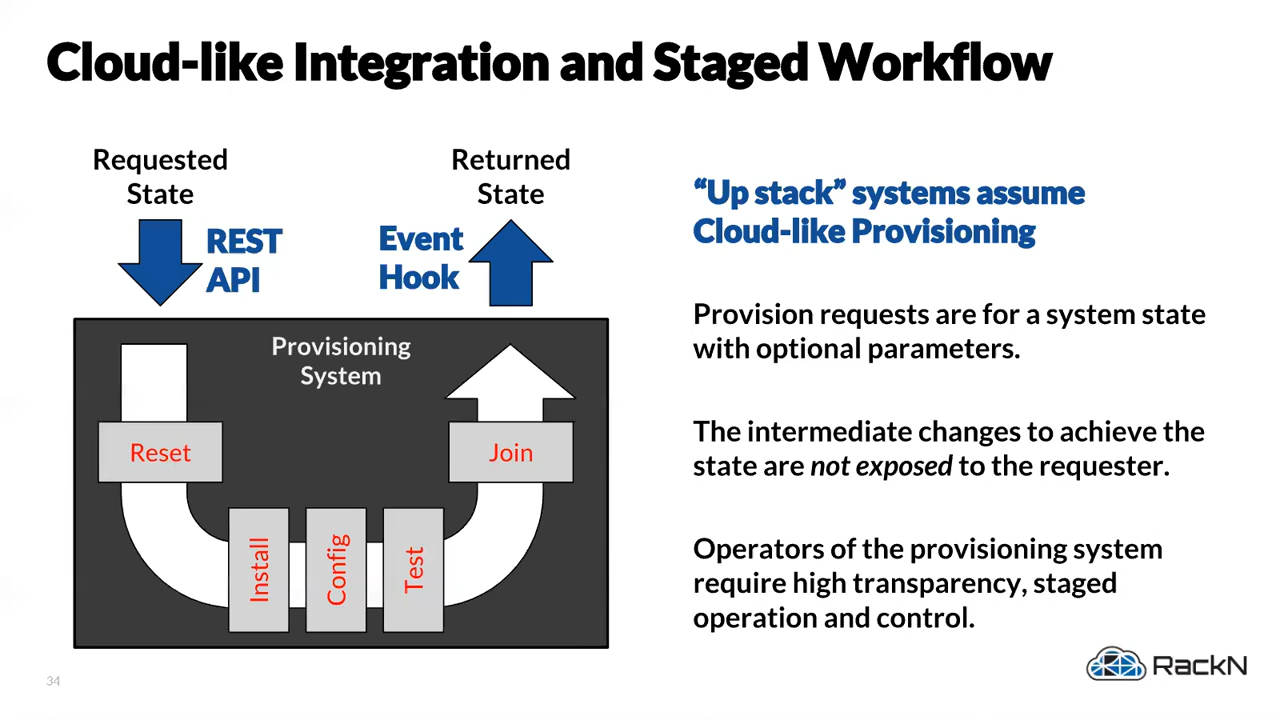 Cloud-like Integration and Staged Workflow
Requested
State
REST
API
Event
Hook
Returned
State
Provisioning
System
Reset
Install
Config
Test
Join
“Up stack” systems assume
Cloud-like Provisioning
Provision requests are for a system state
with optional parameters.
The intermediate changes to achieve the
state are not exposed to the requester.
Operators of the provisioning system
require high transparency, staged
operation and control.
34
RackN